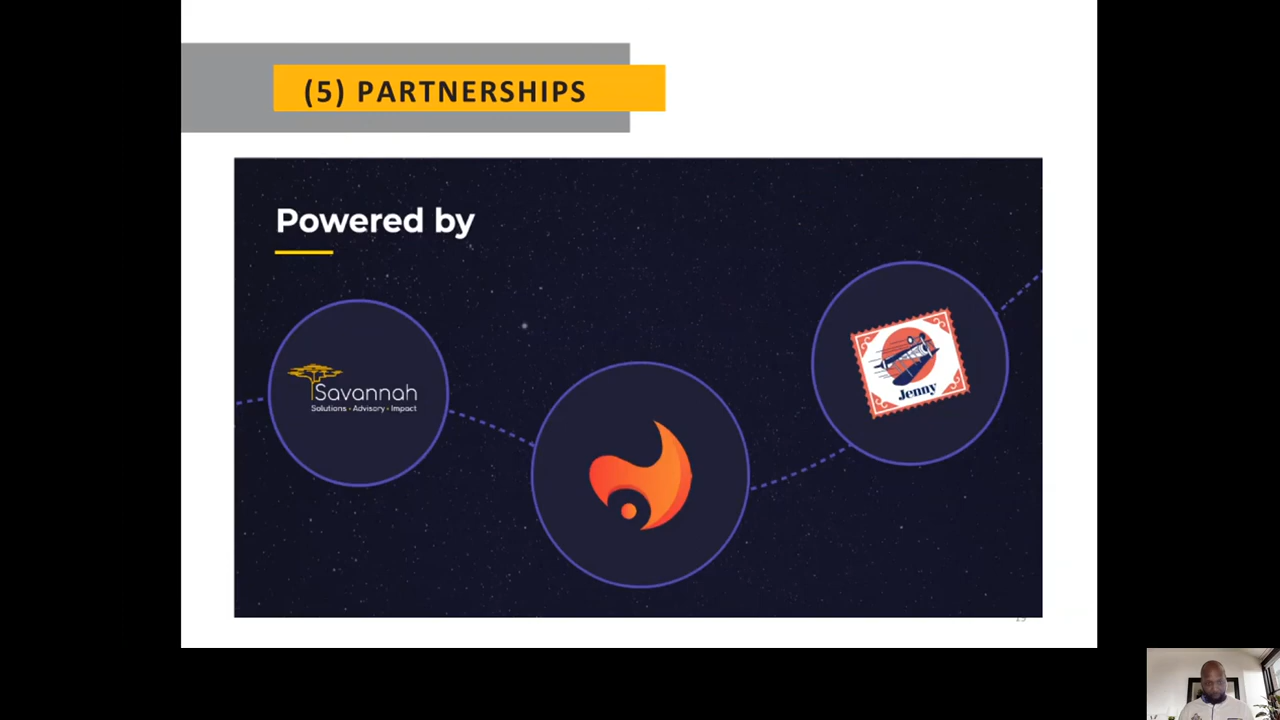 (5) PARTNERSHIPS
Powered by
Savannah
Solutions - Advisory - Impact
Jenny